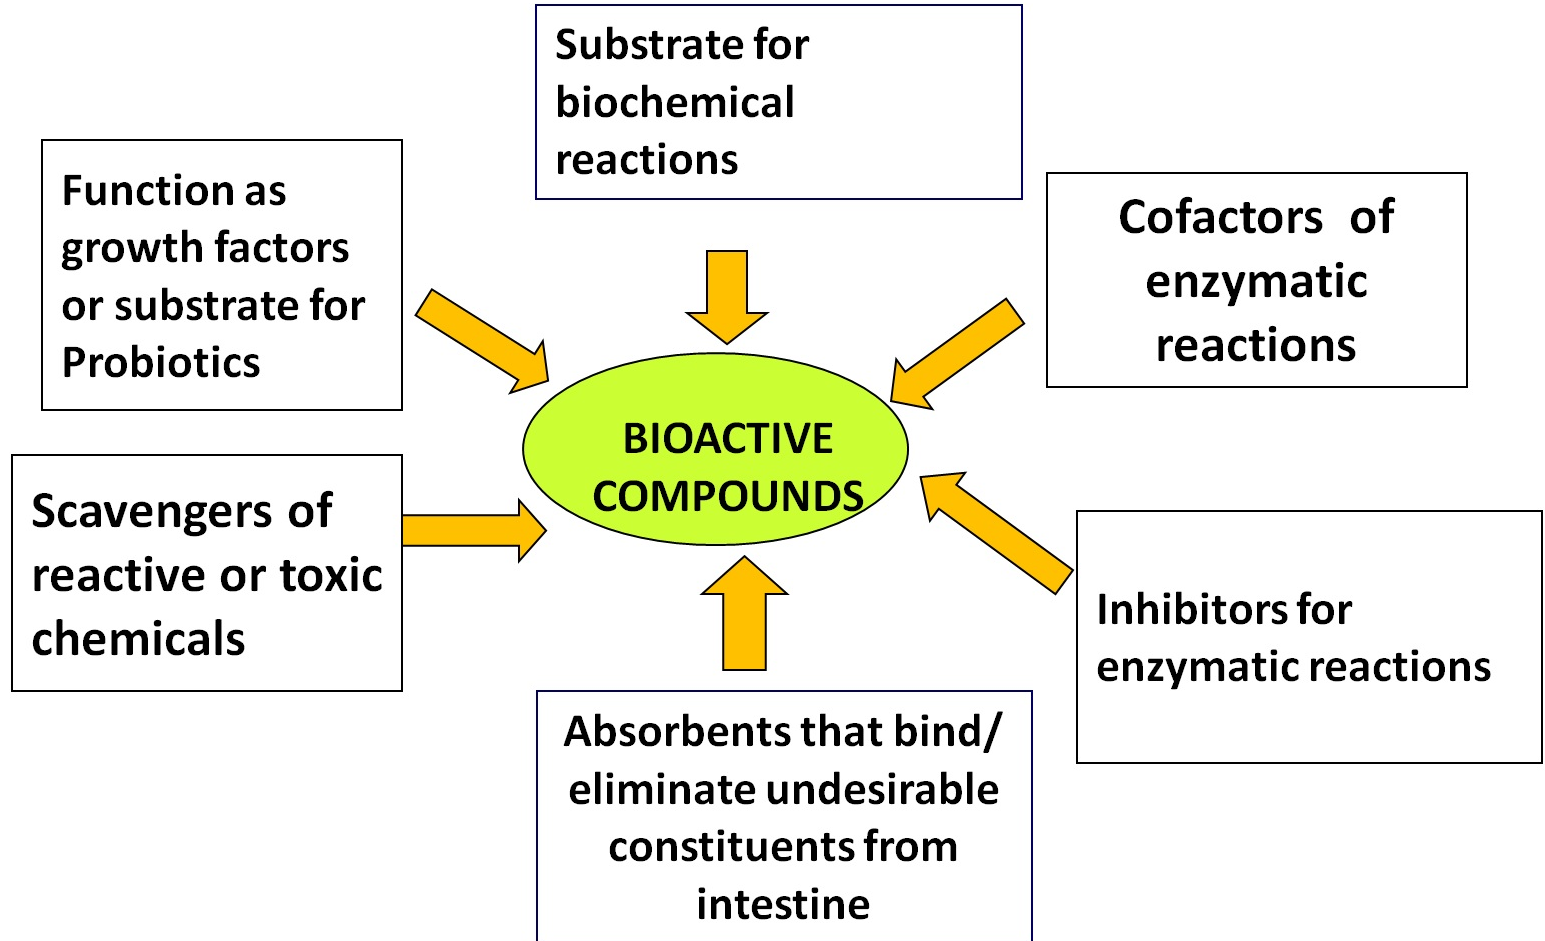 Substrate for
biochemical
reactions
Function as
growth factors
or substrate for
Probiotics
Cofactors of
enzymatic
reactions
BIOACTIVE
COMPOUNDS
Scavengers of
reactive or toxic
chemicals
Inhibitors for
enzymatic reactions
Absorbents that bind/
eliminate undesirable
constituents from
intestine